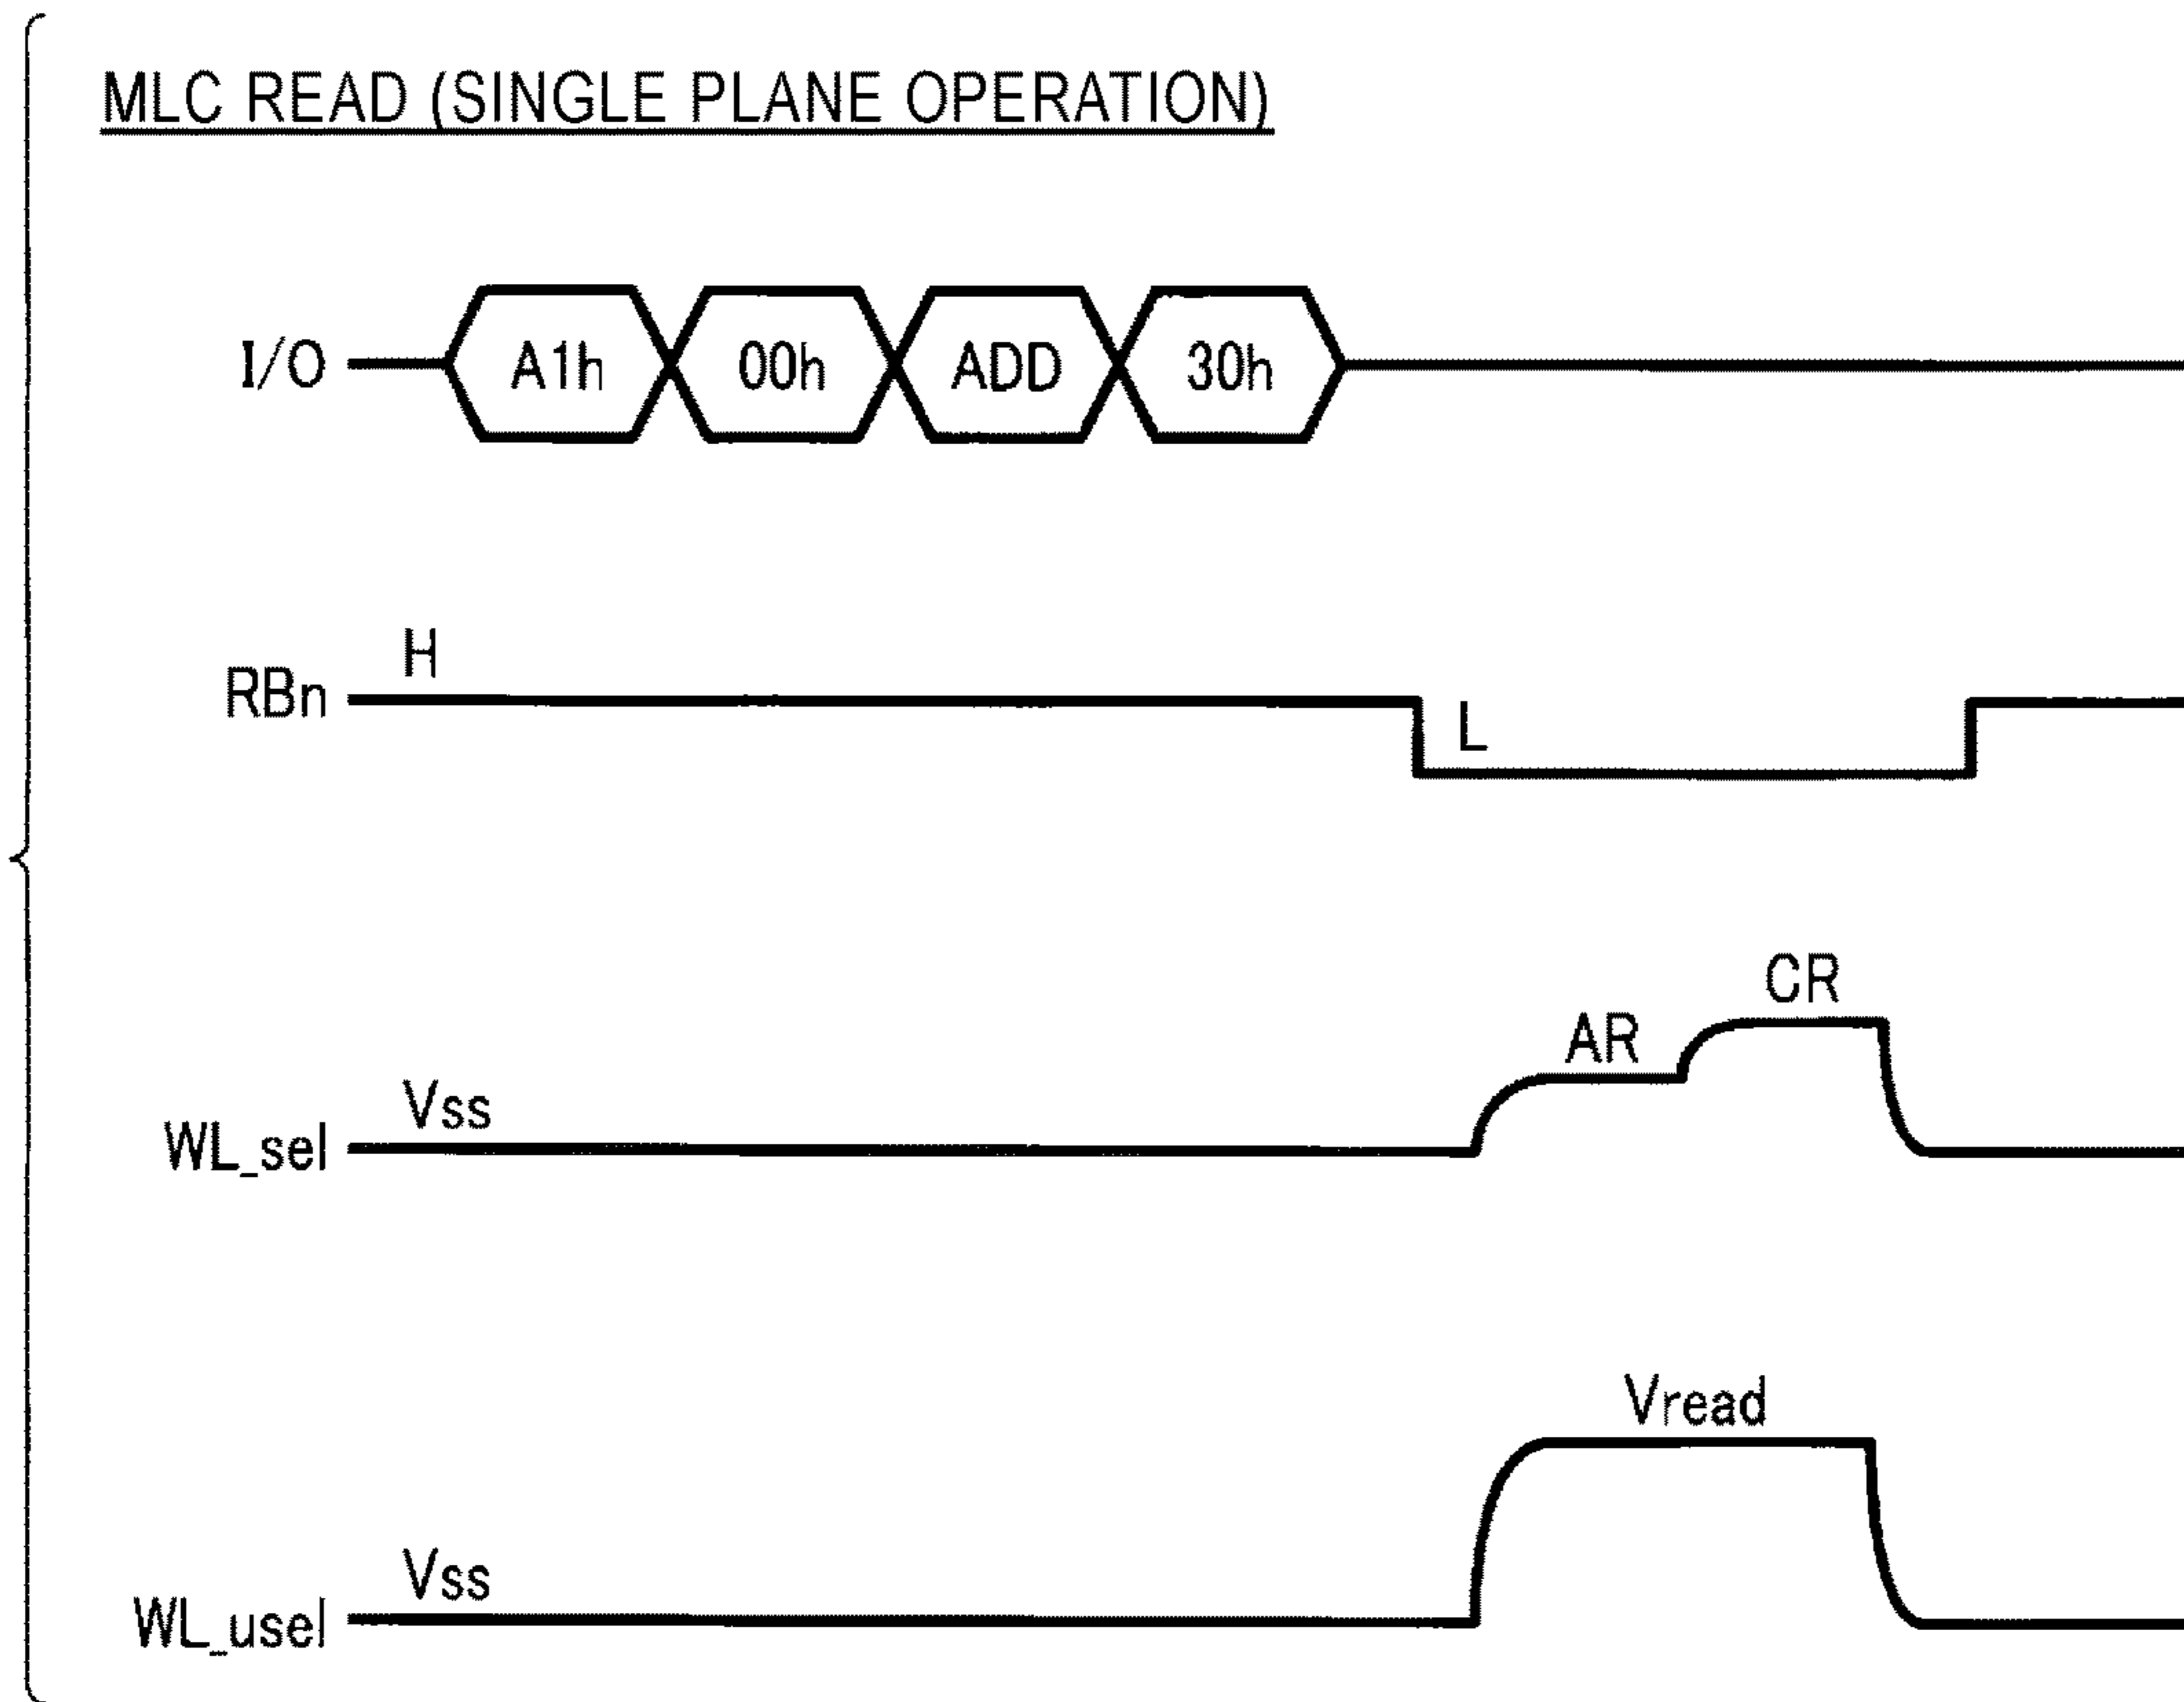 MLC READ (SINGLE PLANE OPERATION)
I/O A1h 00h ADD 30h
H
RBn L
CR
AR
Vss
WL_sel
Vread
Vss
WL_usel